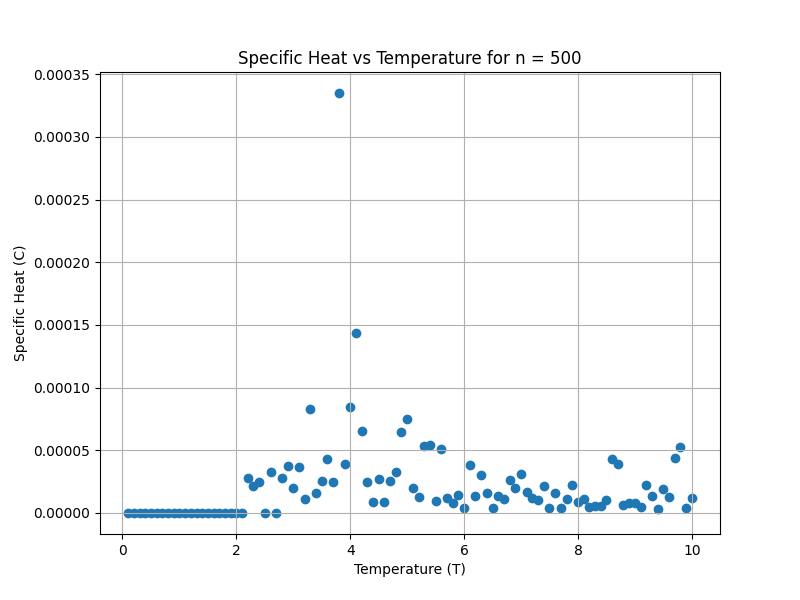 Specific Heat vs Temperature for n = 500
0.00035
0.00030
0.00025
0.00020
0.00015
0.00010
0.00005
0.00000
Specific Heat (C)
0 2 4 6 8 10
Temperature (T)